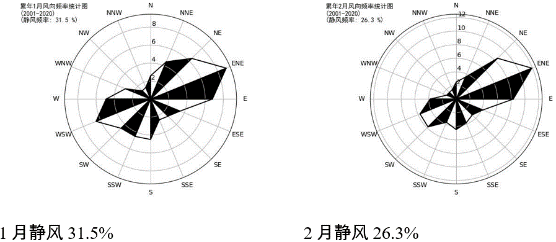 累年1月风向频率统计图
(2001-2020)
(静风频率: 31.5 %)
N
NNW
NNE
NW
NE
WNW
ENE
W
E
WSW
ESE
SW
SE
SSW
SSE
S
8
6
4
2
累年2月风向频率统计图
(2001-2020)
(静风频率: 26.3 %)
N
NNW
NNE
NW
NE
WNW
ENE
W
E
WSW
ESE
SW
SE
SSW
SSE
S
12
10
8
6
4
2
1 月静风 31.5%
2 月静风 26.3%